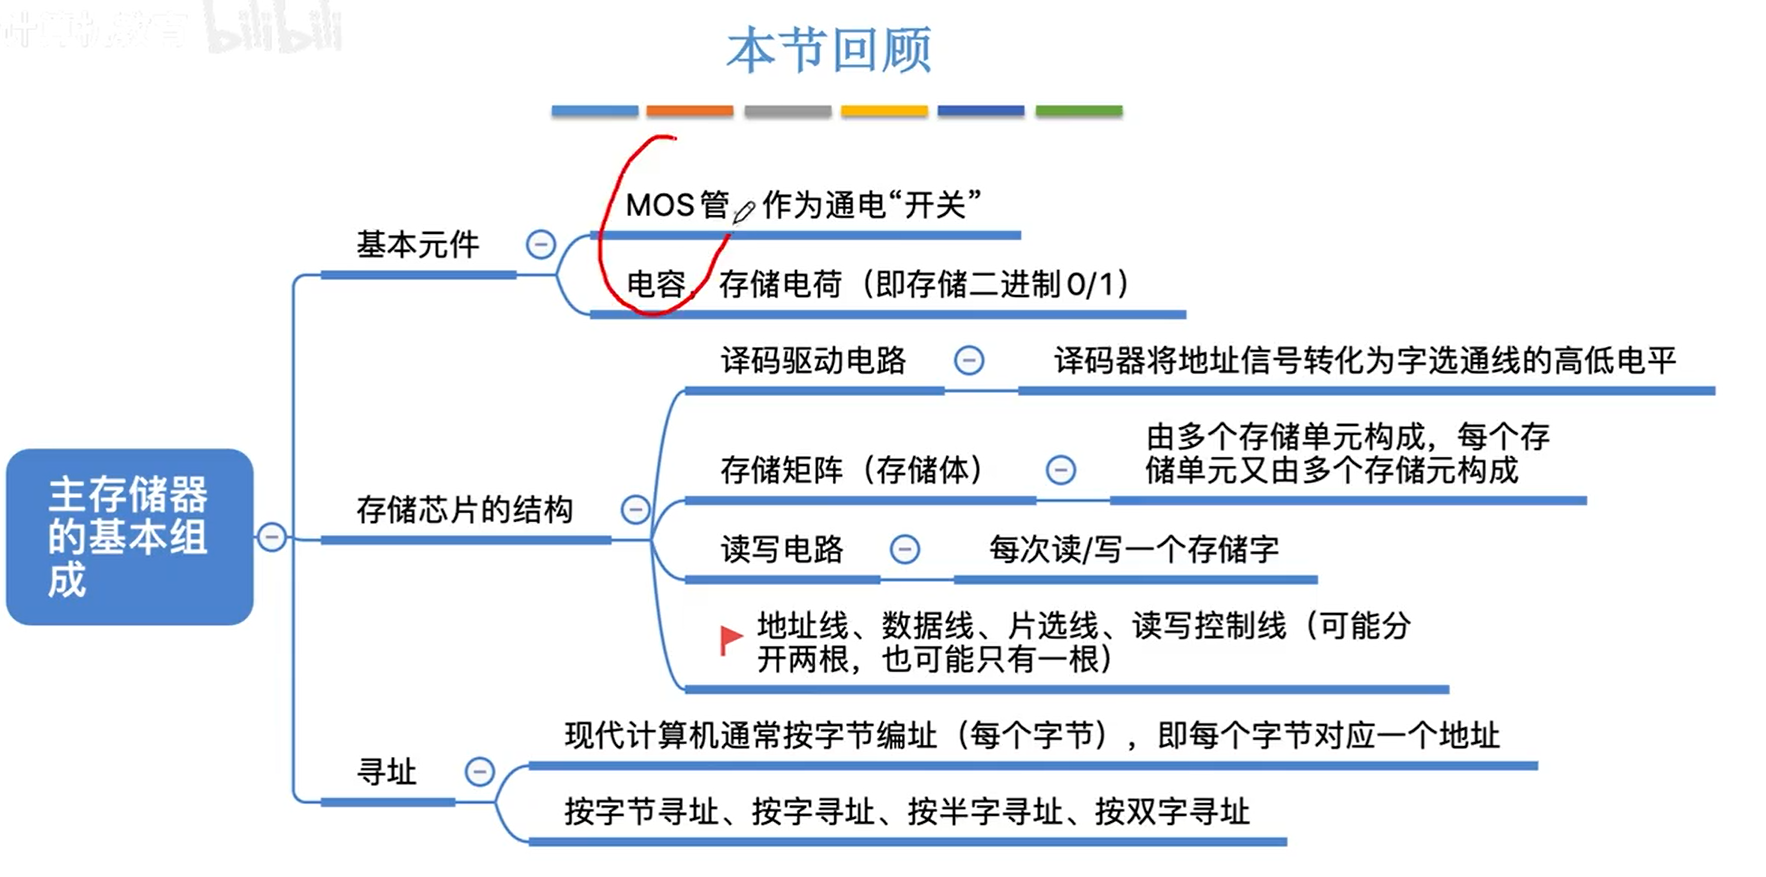 计算机教育 bilibili
本节回顾
MOS管，作为通电“开关”
基本元件
电容，存储电荷（即存储二进制0/1）
译码驱动电路
译码器将地址信号转化为字选通线的高低电平
由多个存储单元构成，每个存
储单元又由多个存储元构成
存储矩阵（存储体）
主存储器
的基本组
成
存储芯片的结构
读写电路
每次读/写一个存储字
地址线、数据线、片选线、读写控制线（可能分
开两根，也可能只有一根）
现代计算机通常按字节编址（每个字节），即每个字节对应一个地址
寻址
按字节寻址、按字寻址、按半字寻址、按双字寻址